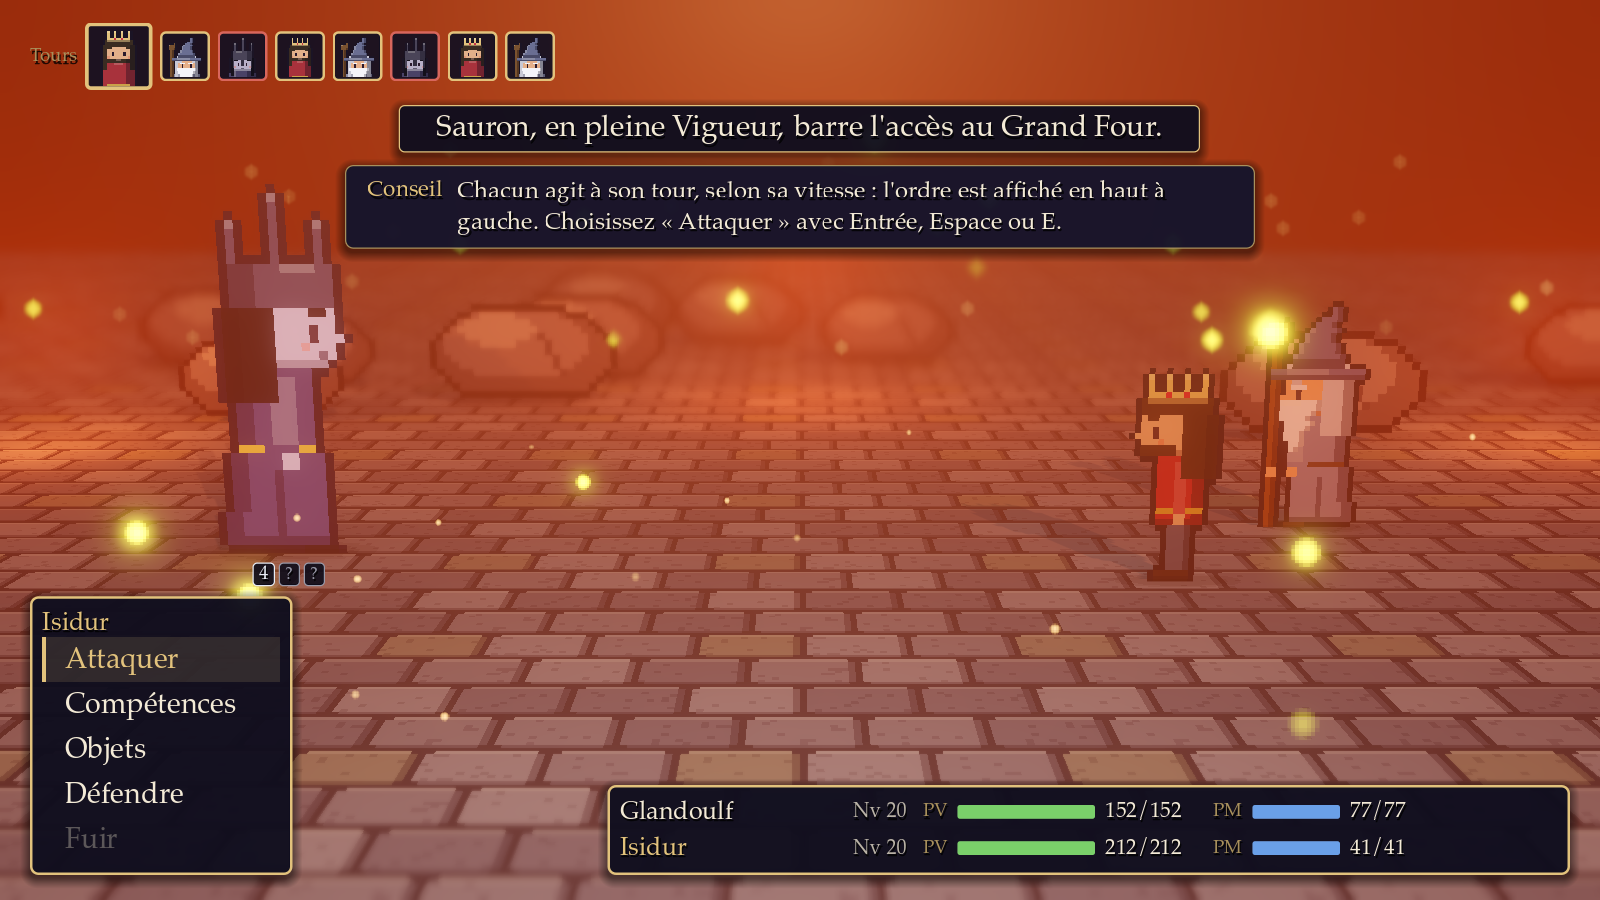 Tours
Sauron, en pleine Vigueur, barre l'accès au Grand Four.
Conseil Chacun agit à son tour, selon sa vitesse : l'ordre est affiché en haut à
gauche. Choisissez « Attaquer » avec Entrée, Espace ou E.
4 ? ?
Isidur
Attaquer
Compétences
Objets
Défendre
Fuir
Glandoulf Nv 20 PV 152/152 PM 77/77
Isidur Nv 20 PV 212/212 PM 41/41